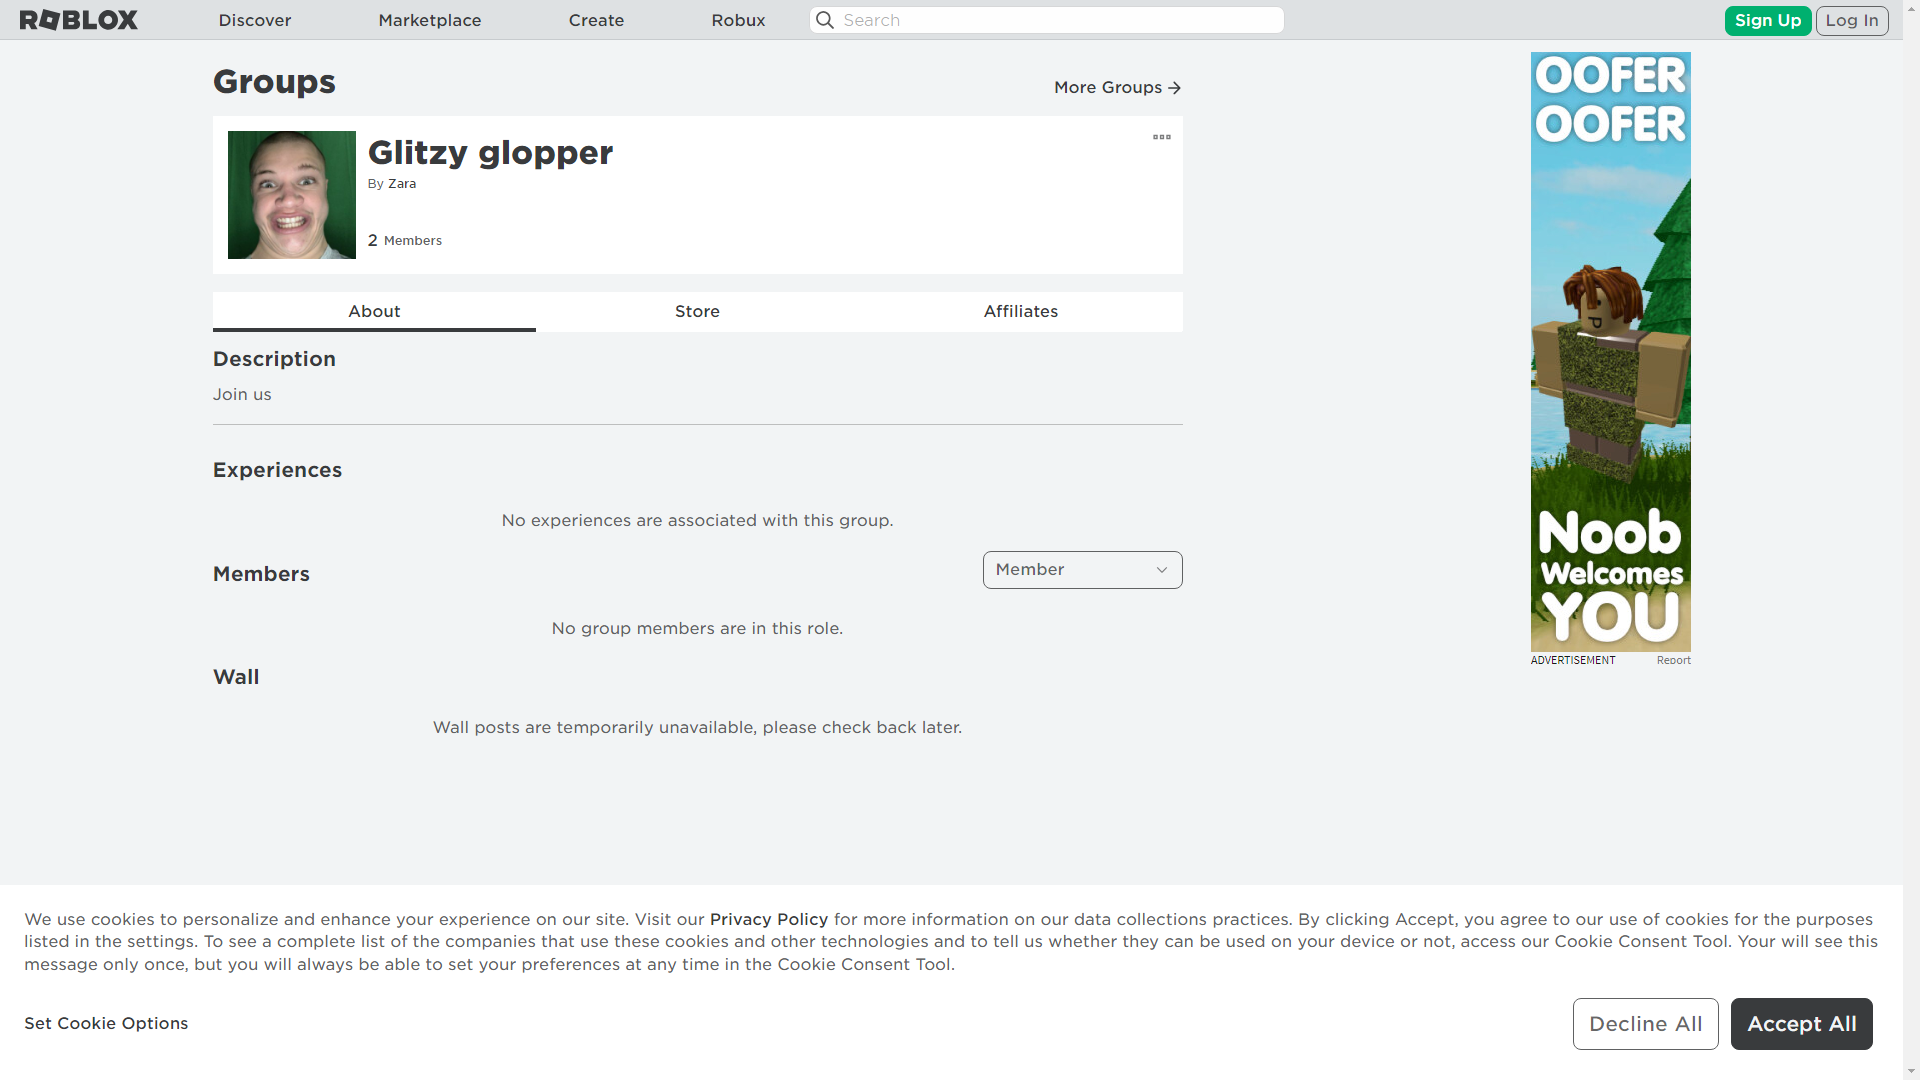 ROBLOX
Discover
Marketplace
Create
Robux
Search
Sign Up
Log In
Groups
More Groups
Glitzy glopper
By Zara
2 Members
About
Store
Affiliates
Description
Join us
Experiences
No experiences are associated with this group.
Members
Member
No group members are in this role.
Wall
Wall posts are temporarily unavailable, please check back later.
OOFER
OOFER
Noob
Welcomes
YOU
ADVERTISEMENT
Report
We use cookies to personalize and enhance your experience on our site. Visit our Privacy Policy for more information on our data collections practices. By clicking Accept, you agree to our use of cookies for the purposes
listed in the settings. To see a complete list of the companies that use these cookies and other technologies and to tell us whether they can be used on your device or not, access our Cookie Consent Tool. Your will see this
message only once, but you will always be able to set your preferences at any time in the Cookie Consent Tool.
Set Cookie Options
Decline All
Accept All